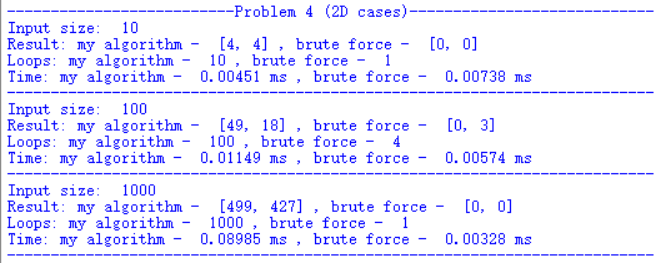 --------------------------Problem 4 (2D cases)----------------------------
Input size:  10
Result: my algorithm -  [4, 4] , brute force -  [0, 0]
Loops: my algorithm -  10 , brute force -  1
Time: my algorithm -  0.00451 ms , brute force -  0.00738 ms
--------------------------------------------------------------------------
Input size:  100
Result: my algorithm -  [49, 18] , brute force -  [0, 3]
Loops: my algorithm -  100 , brute force -  4
Time: my algorithm -  0.01149 ms , brute force -  0.00574 ms
--------------------------------------------------------------------------
Input size:  1000
Result: my algorithm -  [499, 427] , brute force -  [0, 0]
Loops: my algorithm -  1000 , brute force -  1
Time: my algorithm -  0.08985 ms , brute force -  0.00328 ms
--------------------------------------------------------------------------